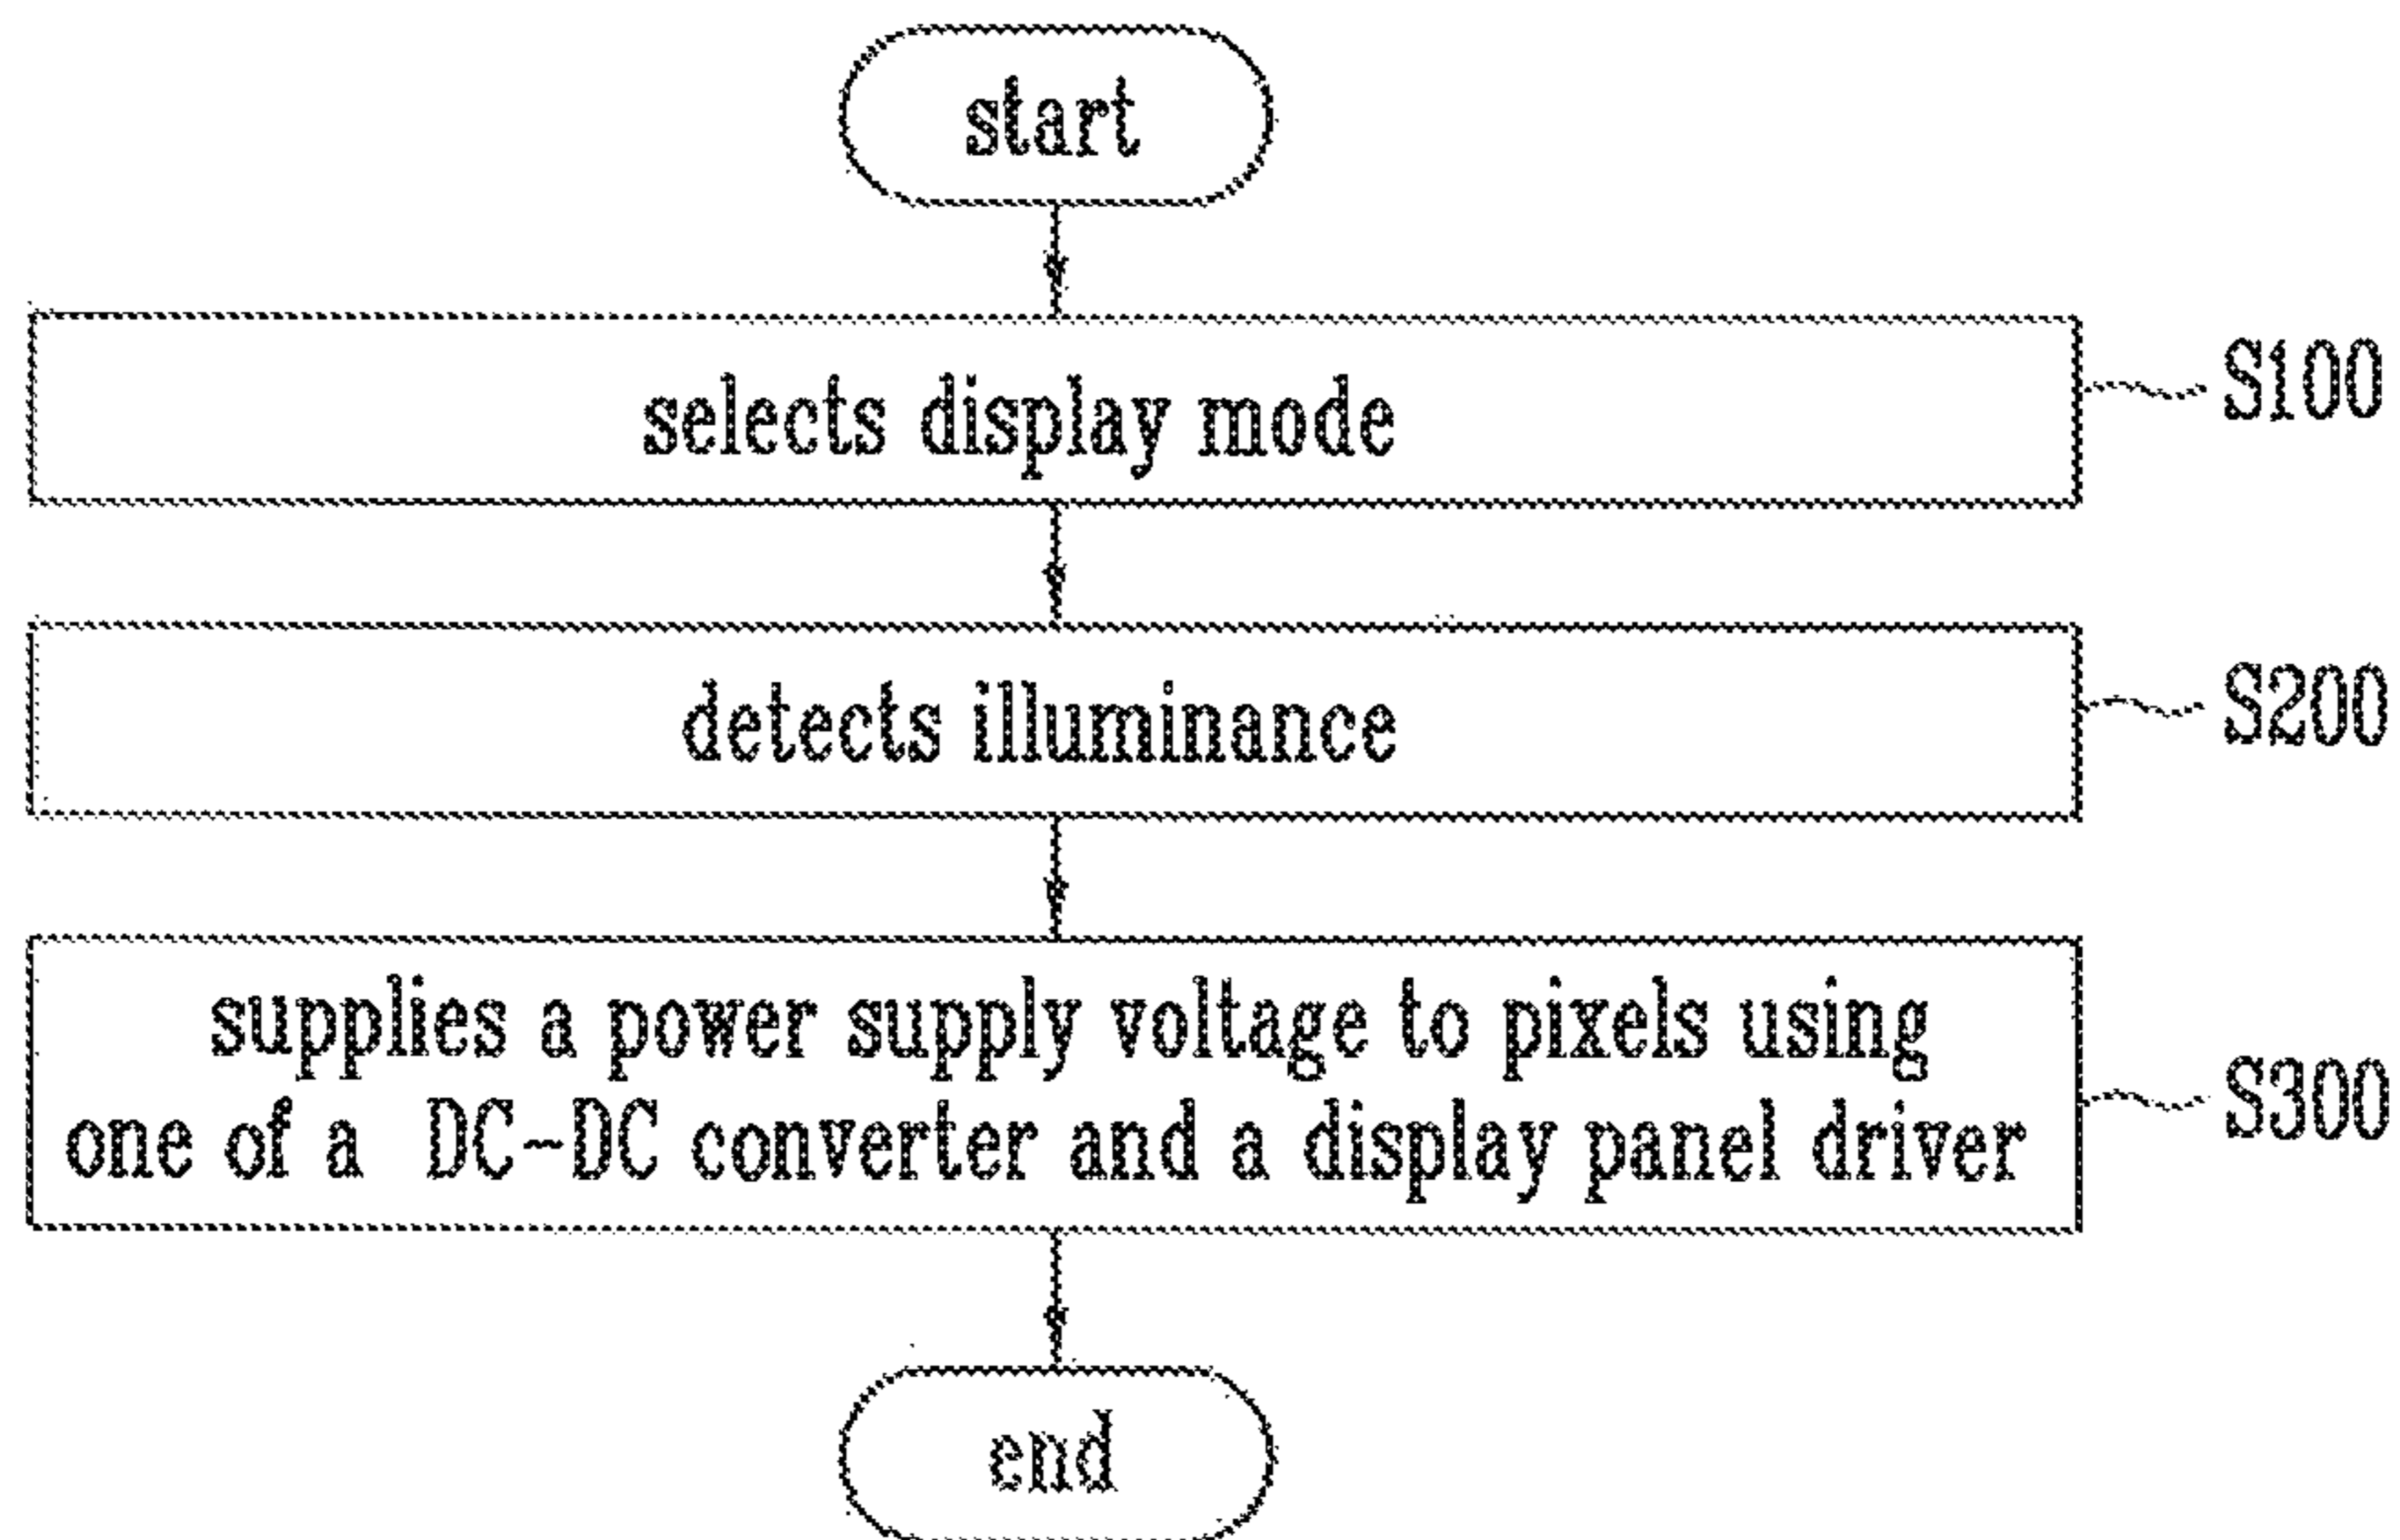 start
selects display mode
S100
detects illuminance
S200
supplies a power supply voltage to pixels using
one of a DC-DC converter and a display panel driver
S300
end